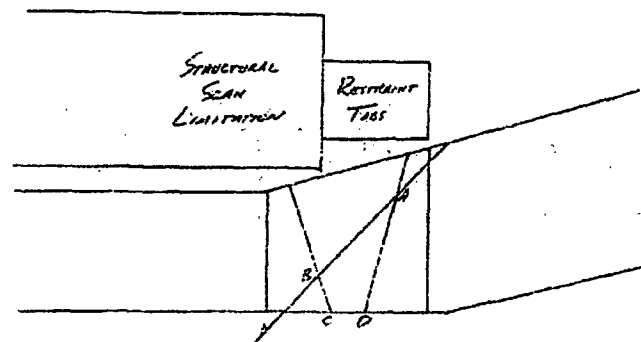 STRUCTURAL
SCAN
LIMITATION
RESTRAINT
TABS
A
B
C
D